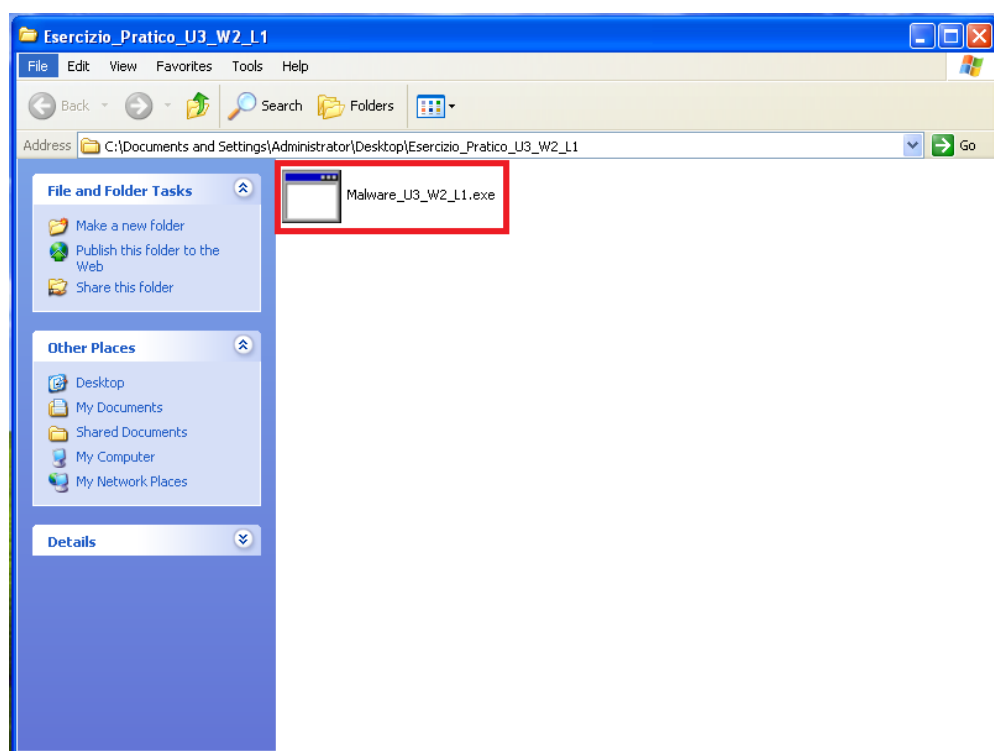 Esercizio_Pratico_U3_W2_L1
File Edit View Favorites Tools Help
Back Search Folders
Address C:\Documents and Settings\Administrator\Desktop\Esercizio_Pratico_U3_W2_L1 Go
File and Folder Tasks
Make a new folder
Publish this folder to the
Web
Share this folder
Other Places
Desktop
My Documents
Shared Documents
My Computer
My Network Places
Details
Malware_U3_W2_L1.exe